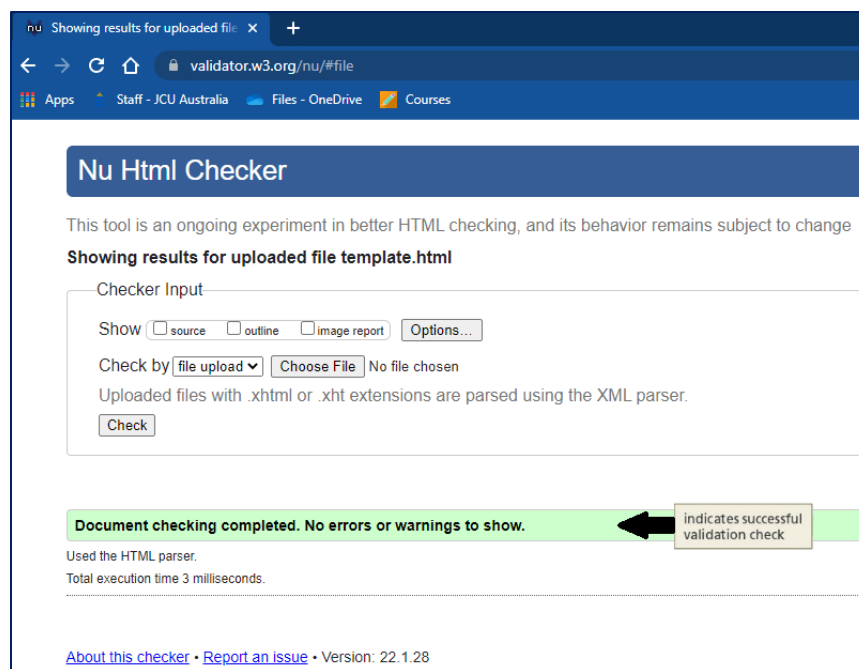 nu Showing results for uploaded file
validator.w3.org/nu/#file
Apps Staff - JCU Australia Files - OneDrive Courses
Nu Html Checker
This tool is an ongoing experiment in better HTML checking, and its behavior remains subject to change
Showing results for uploaded file template.html
Checker Input
Show source outline image report Options...
Check by file upload Choose File No file chosen
Uploaded files with .xhtml or .xht extensions are parsed using the XML parser.
Check
Document checking completed. No errors or warnings to show.
indicates successful
validation check
Used the HTML parser.
Total execution time 3 milliseconds.
About this checker • Report an issue • Version: 22.1.28